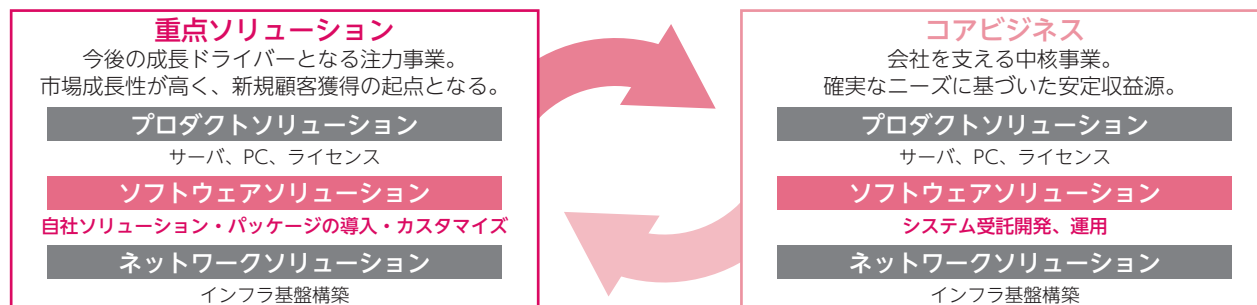 重点ソリューション
今後の成長ドライバーとなる注力事業。
市場成長性が高く、新規顧客獲得の起点となる。
プロダクトソリューション
サーバ、PC、ライセンス
ソフトウェアソリューション
自社ソリューション・パッケージの導入・カスタマイズ
ネットワークソリューション
インフラ基盤構築
コアビジネス
会社を支える中核事業。
確実なニーズに基づいた安定収益源。
プロダクトソリューション
サーバ、PC、ライセンス
ソフトウェアソリューション
システム受託開発、運用
ネットワークソリューション
インフラ基盤構築